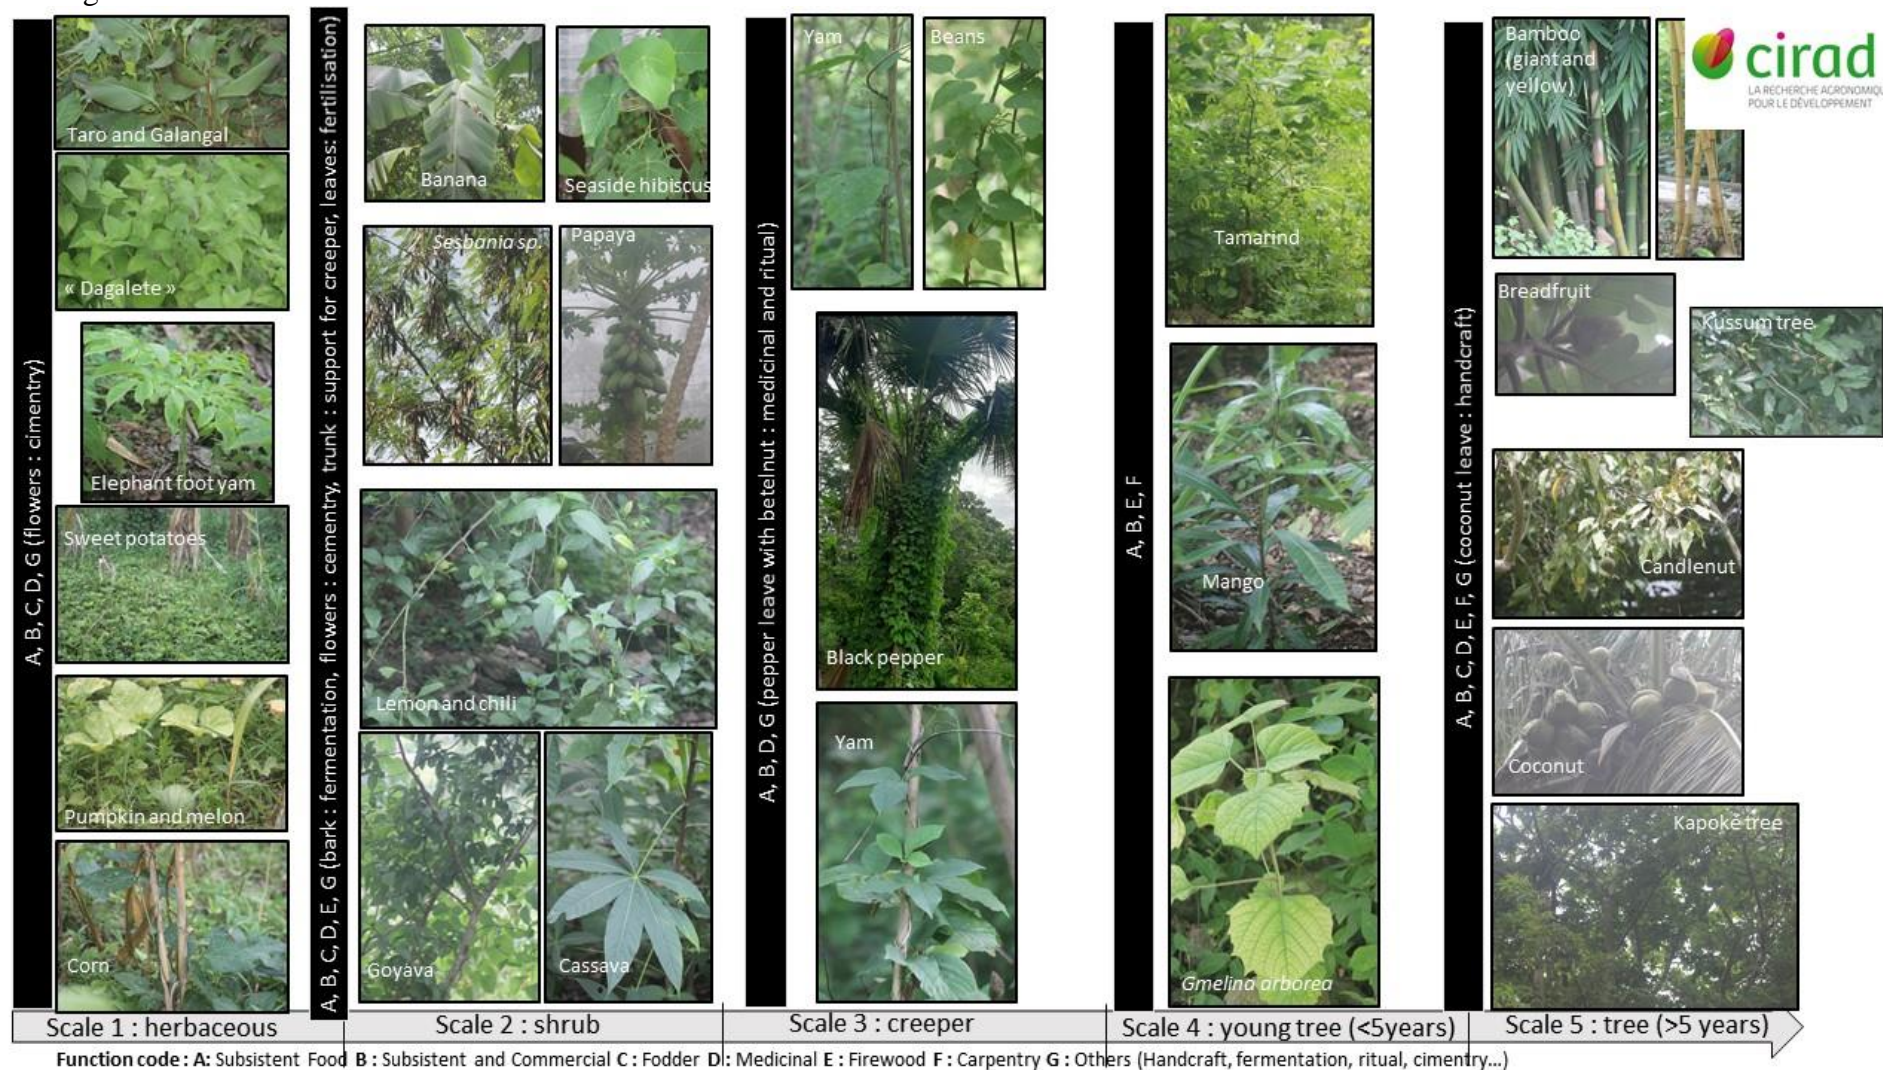 A, B, C, D, G (flowers : cimentry)
Taro and Galangal
« Dagalete »
Elephant foot yam
Sweet potatoes
Pumpkin and melon
Corn
A, B, C, D, E, G (bark : fermentation, flowers : cementry, trunk : support for creeper, leaves: fertilisation)
Banana
Seaside hibiscus
Sesbania sp.
Papaya
Lemon and chili
Goyava
Cassava
A, B, D, G (pepper leave with betelnut : medicinal and ritual)
Yam
Beans
Black pepper
Yam
A, B, E, F
Tamarind
Mango
Gmelina arborea
A, B, C, D, E, F, G (coconut leave : handcraft)
Bamboo
(giant and
yellow)
cirad
LA RECHERCHE AGRONOMIQU
POUR LE DÉVELOPPEMENT
Breadfruit
Kussum tree
Candlenut
Coconut
Kapoke tree
Scale 1 : herbaceous
Scale 2 : shrub
Scale 3 : creeper
Scale 4 : young tree (<5years)
Scale 5 : tree (>5 years)
Function code : A: Subsistent Food B : Subsistent and Commercial C : Fodder D : Medicinal E : Firewood F : Carpentry G : Others (Handcraft, fermentation, ritual, cimentry...)